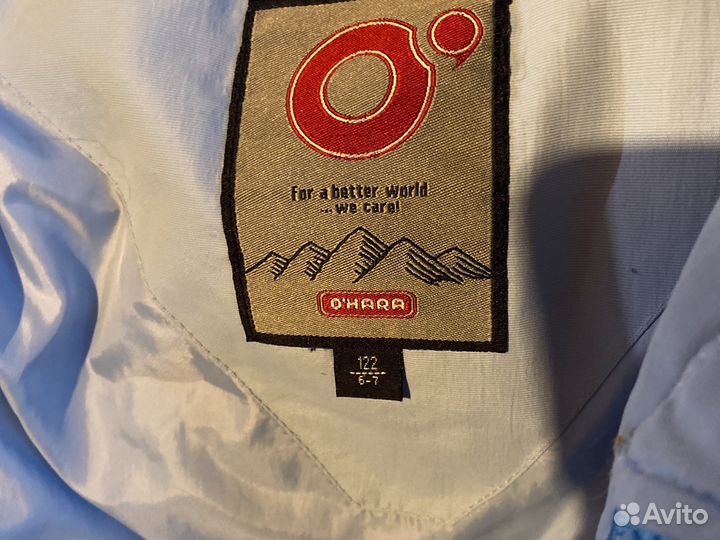 O'
For a better world
... we care!
O'HARA
122
6-7
Avito